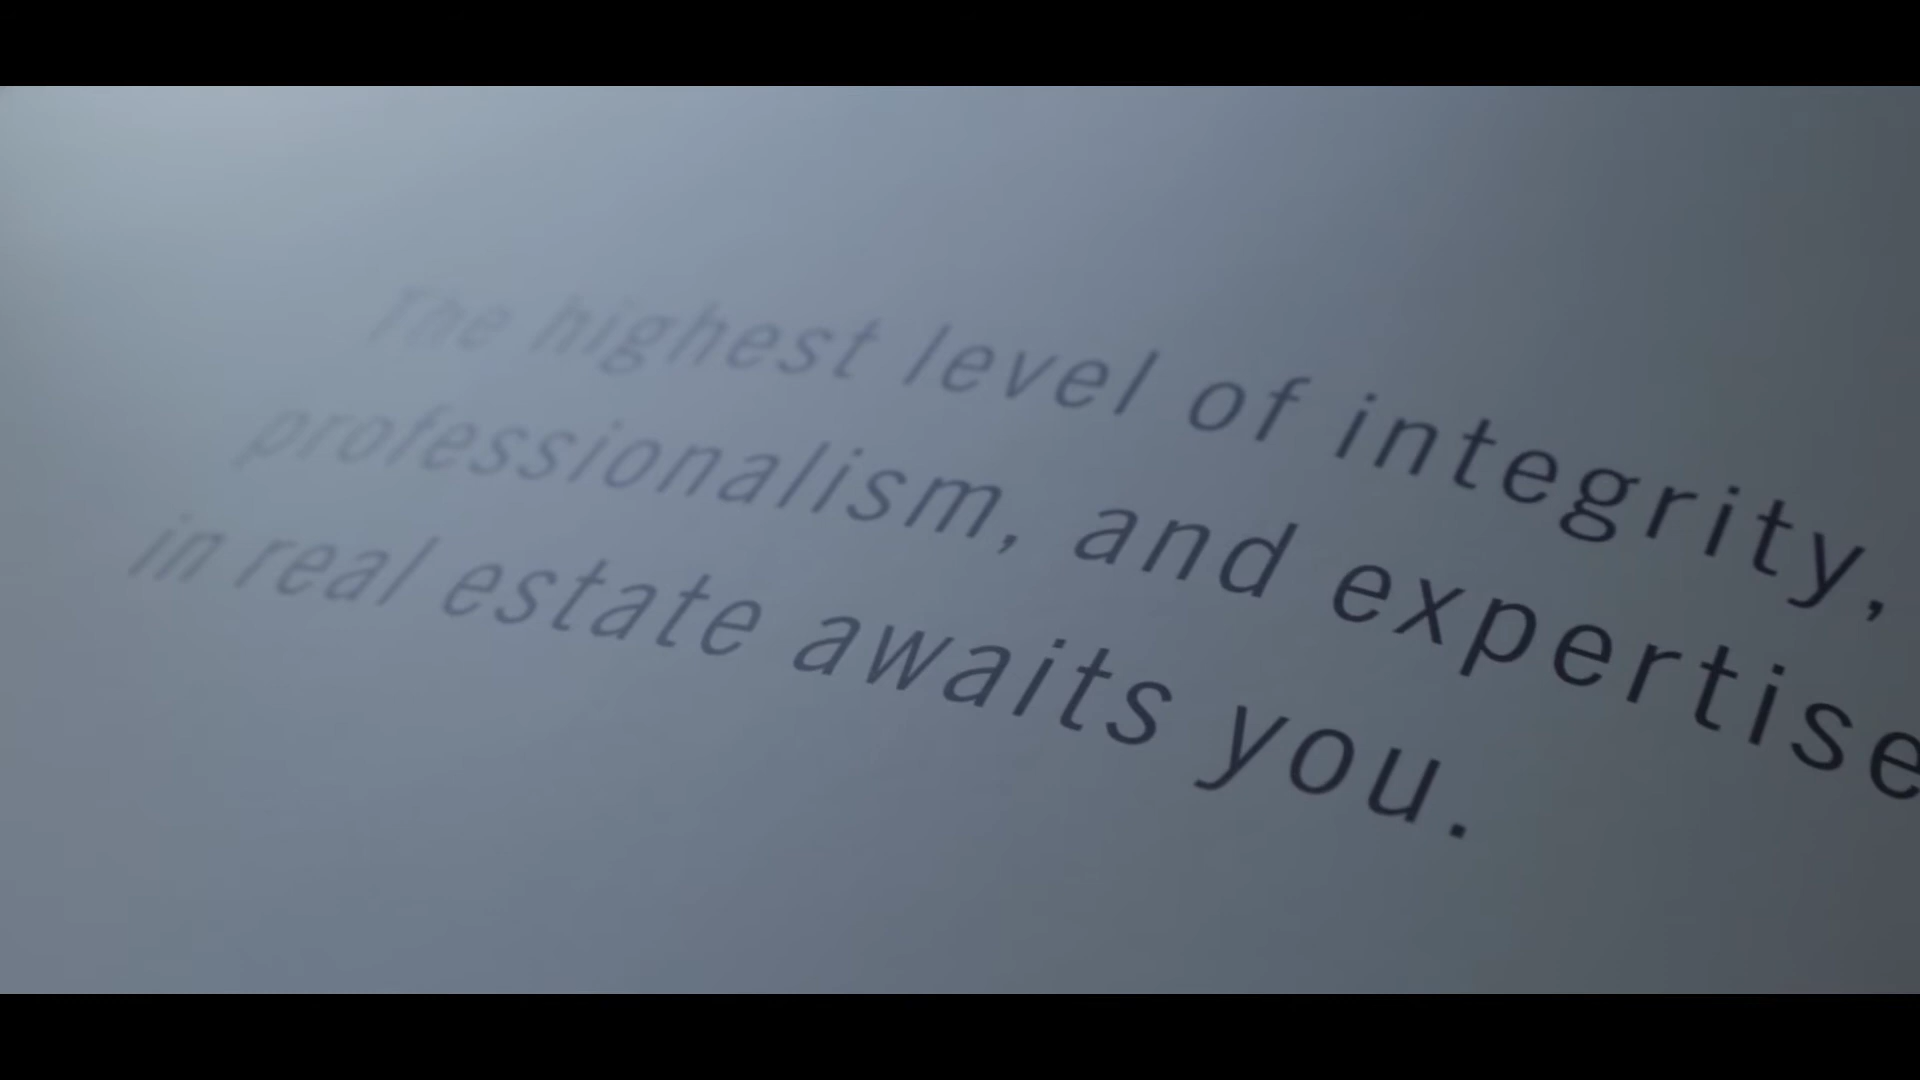 The highest level of integrity,
professionalism, and expertise
in real estate awaits you.